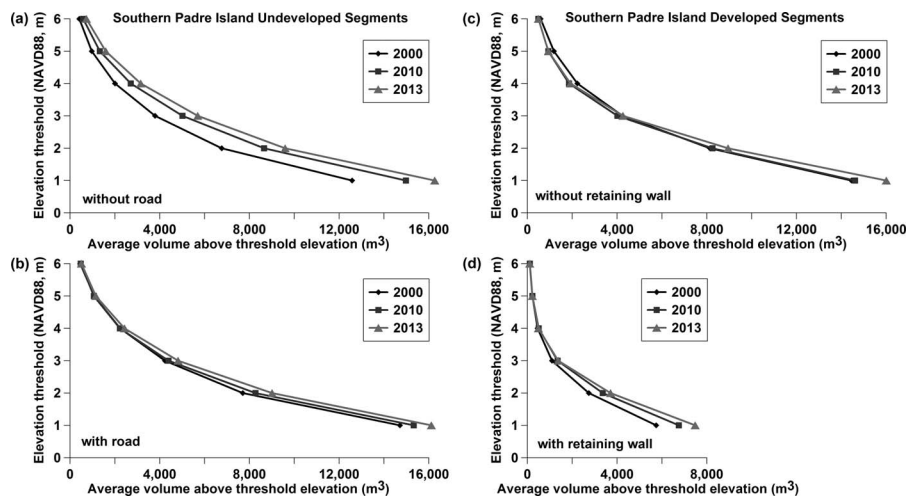 (a) Southern Padre Island Undeveloped Segments
Elevation threshold (NAVD88, m)
6
5
4
3
2
1
0
2000
2010
2013
without road
0 4,000 8,000 12,000 16,000
Average volume above threshold elevation (m³)
(c) Southern Padre Island Developed Segments
Elevation threshold (NAVD88, m)
6
5
4
3
2
1
0
2000
2010
2013
without retaining wall
0 4,000 8,000 12,000 16,000
Average volume above threshold elevation (m³)
(b)
Elevation threshold (NAVD88, m)
6
5
4
3
2
1
0
2000
2010
2013
with road
0 4,000 8,000 12,000 16,000
Average volume above threshold elevation (m³)
(d)
Elevation threshold (NAVD88, m)
6
5
4
3
2
1
0
2000
2010
2013
with retaining wall
0 4,000 8,000
Average volume above threshold elevation (m³)